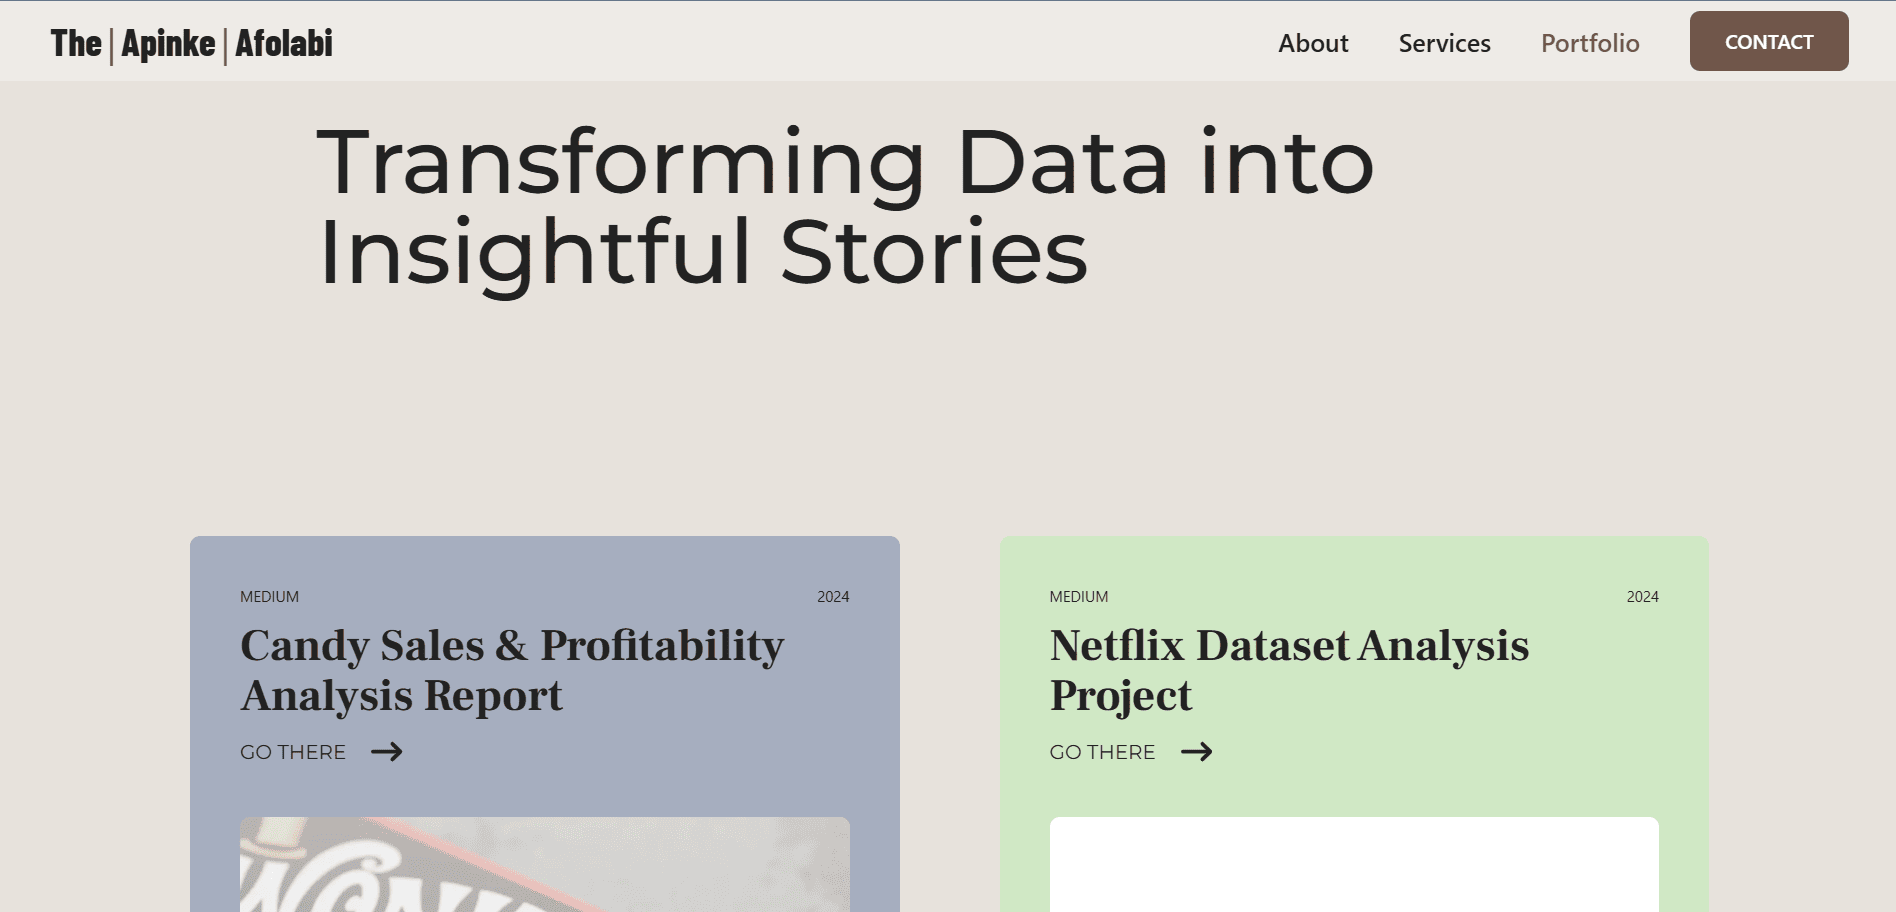 The | Apinke | Afolabi
About
Services
Portfolio
CONTACT
Transforming Data into
Insightful Stories
MEDIUM
2024
Candy Sales & Profitability
Analysis Report
GO THERE
MEDIUM
2024
Netflix Dataset Analysis
Project
GO THERE